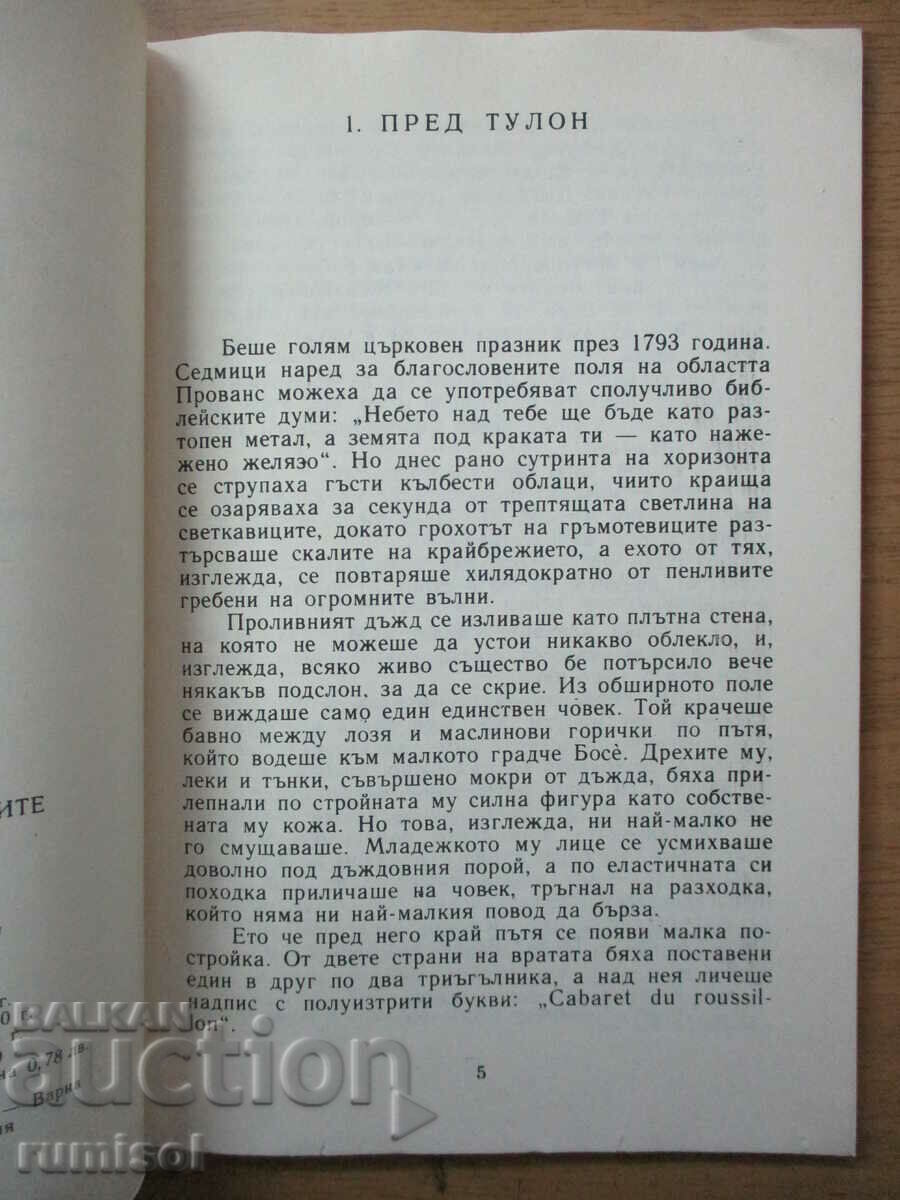 1. ПРЕД ТУЛОН
Беше голям църковен празник през 1793 година.
Седмици наред за благословените поля на областта
Прованс можеха да се употребяват сполучливо биб-
лейските думи: „Небето над тебе ще бъде като раз-
топен метал, а земята под краката ти — като наже-
жено желязо“. Но днес рано сутринта на хоризонта
се струпаха гъсти кълбести облаци, чиито краища
се озаряваха за секунда от трептящата светлина на
светкавиците, докато грохотът на гръмотевиците раз-
търсваше скалите на крайбрежието, а ехото от тях,
изглежда, се повтаряше хилядократно от пенливите
гребени на огромните вълни.
Проливният дъжд се изливаше като плътна стена,
на която не можеше да устои никакво облекло, и,
изглежда, всяко живо същество бе потърсило вече
някакъв подслон, за да се скрие. Из обширното поле
се виждаше само един единствен човек. Той крачеше
бавно между лозя и маслинови горички по пътя,
който водеше към малкото градче Босѐ. Дрехите му,
леки и тънки, съвършено мокри от дъжда, бяха при-
лепнали по стройната му силна фигура като собстве-
ната му кожа. Но това, изглежда, ни най-малко не
го смущаваше. Младежкото му лице се усмихваше
доволно под дъждовния порой, а по еластичната си
походка приличаше на човек, тръгнал на разходка,
който няма ни най-малкия повод да бърза.
Ето че пред него край пътя се появи малка по-
стройка. От двете страни на вратата бяха поставени
един в друг по два триъгълника, а над нея личеше
надпис с полуизтрити букви: „Cabaret du roussil-
lon“.
5
ИТЕ
г.
0 г.
0,78 лв.
— Варна
BALKAN
auction
rumisol